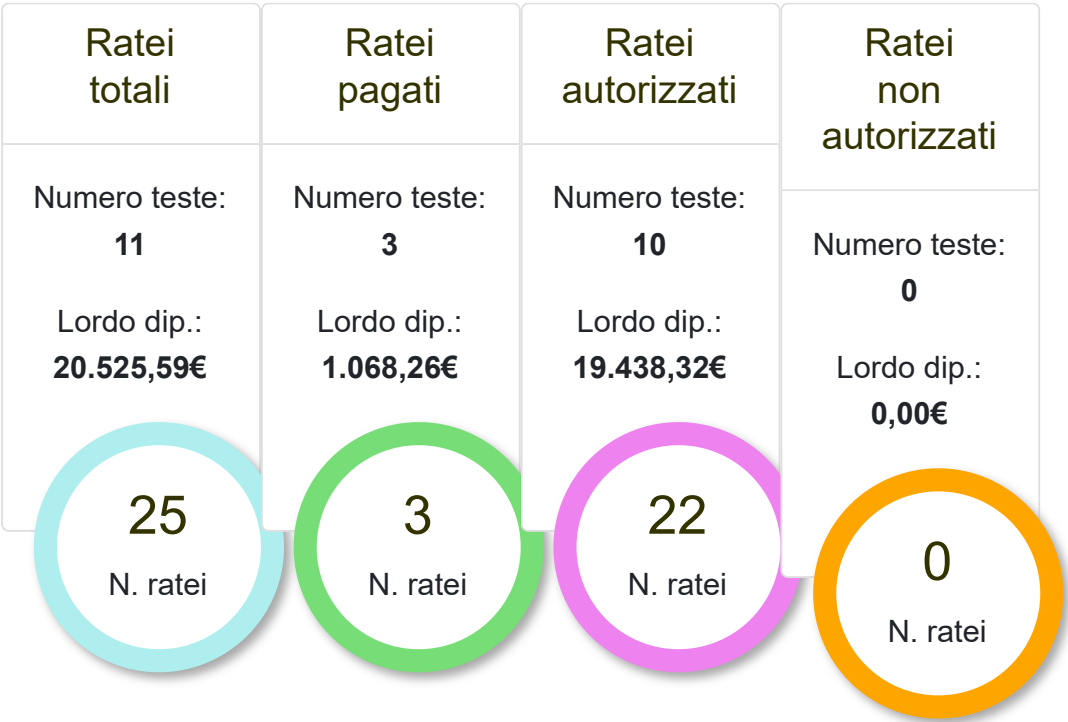 Ratei
totali
Numero teste:
11
Lordo dip.:
20.525,59€
25
N. ratei
Ratei
pagati
Numero teste:
3
Lordo dip.:
1.068,26€
3
N. ratei
Ratei
autorizzati
Numero teste:
10
Lordo dip.:
19.438,32€
22
N. ratei
Ratei
non
autorizzati
Numero teste:
0
Lordo dip.:
0,00€
0
N. ratei